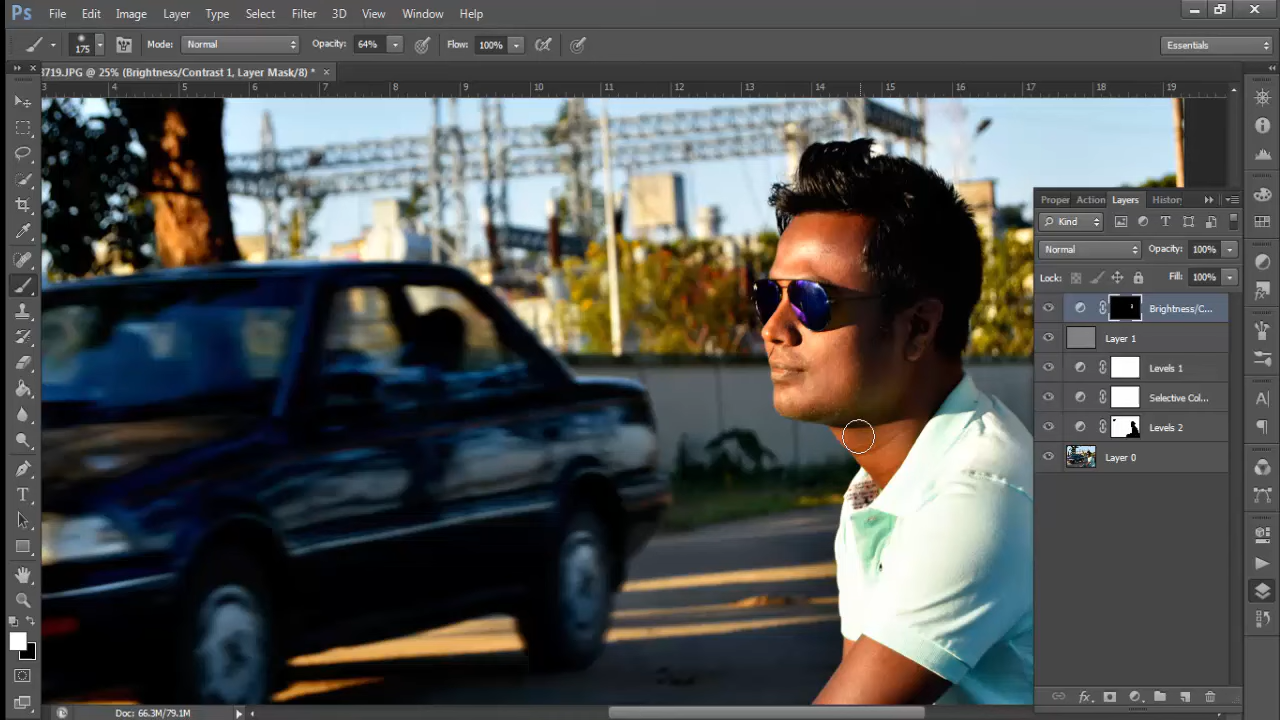 Ps File Edit Image Layer Type Select Filter 3D View Window Help
175 Mode: Normal Opacity: 64% Flow: 100% Essentials
3719.JPG @ 25% (Brightness/Contrast 1, Layer Mask/8) * ×
3 4 5 6 7 8 9 10 11 12 13 14 15 16 17 18 19
Proper Action Layers Histor
Kind
Normal Opacity: 100%
Lock: Fill: 100%
Brightness/C...
Layer 1
Levels 1
Selective Col...
Levels 2
Layer 0
fx
Doc: 66.3M/79.1M